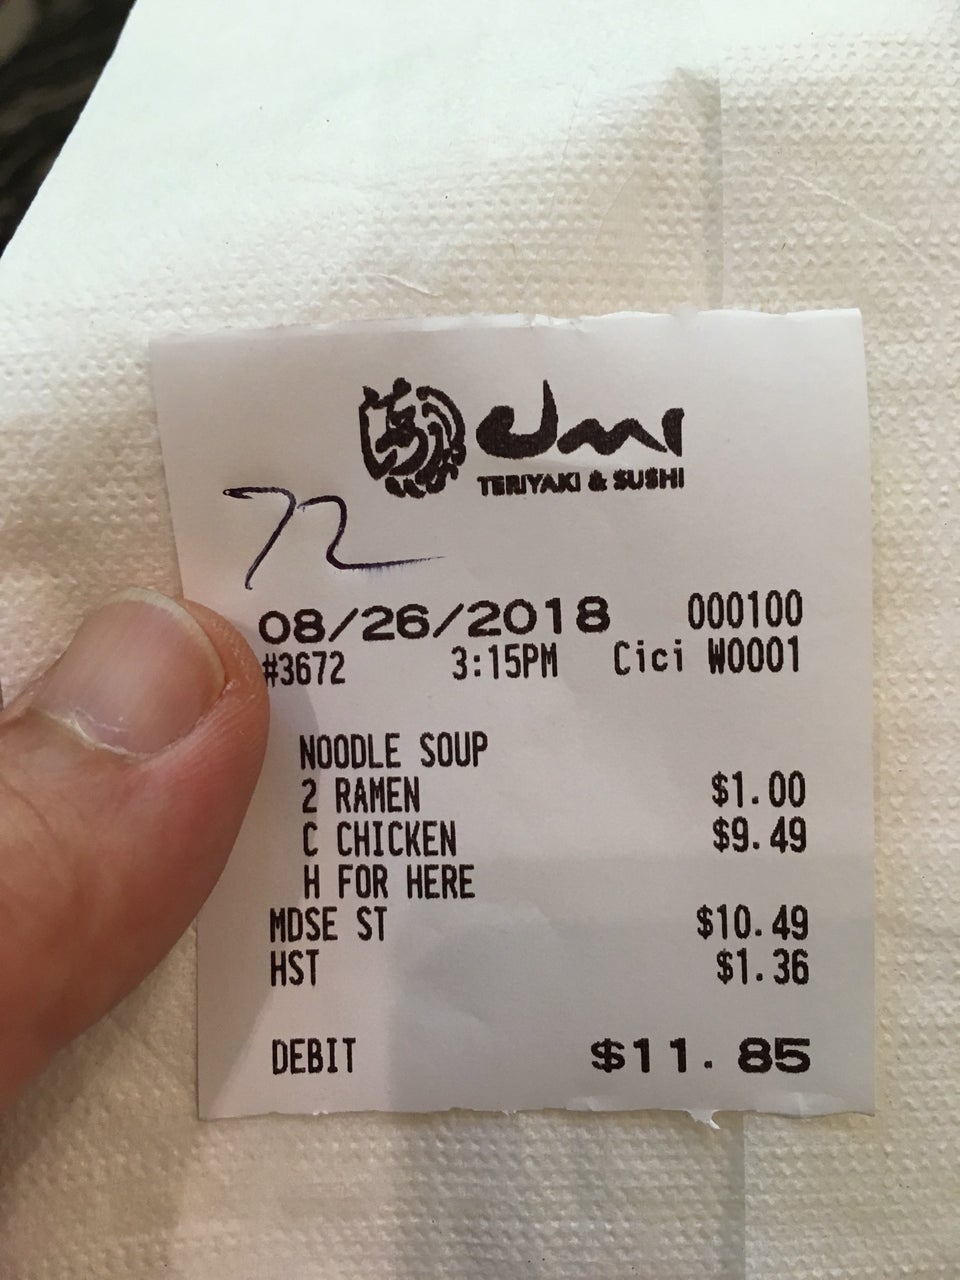 umi
TERIYAKI & SUSHI
72
08/26/2018 000100
#3672 3:15PM Cici W0001
NOODLE SOUP
2 RAMEN $1.00
C CHICKEN $9.49
H FOR HERE
MDSE ST $10.49
HST $1.36
DEBIT $11.85